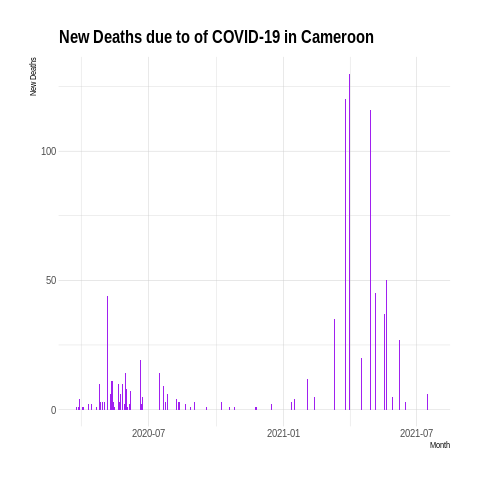 New Deaths due to of COVID-19 in Cameroon
New Deaths
100
50
0
2020-07
2021-01
2021-07
Month